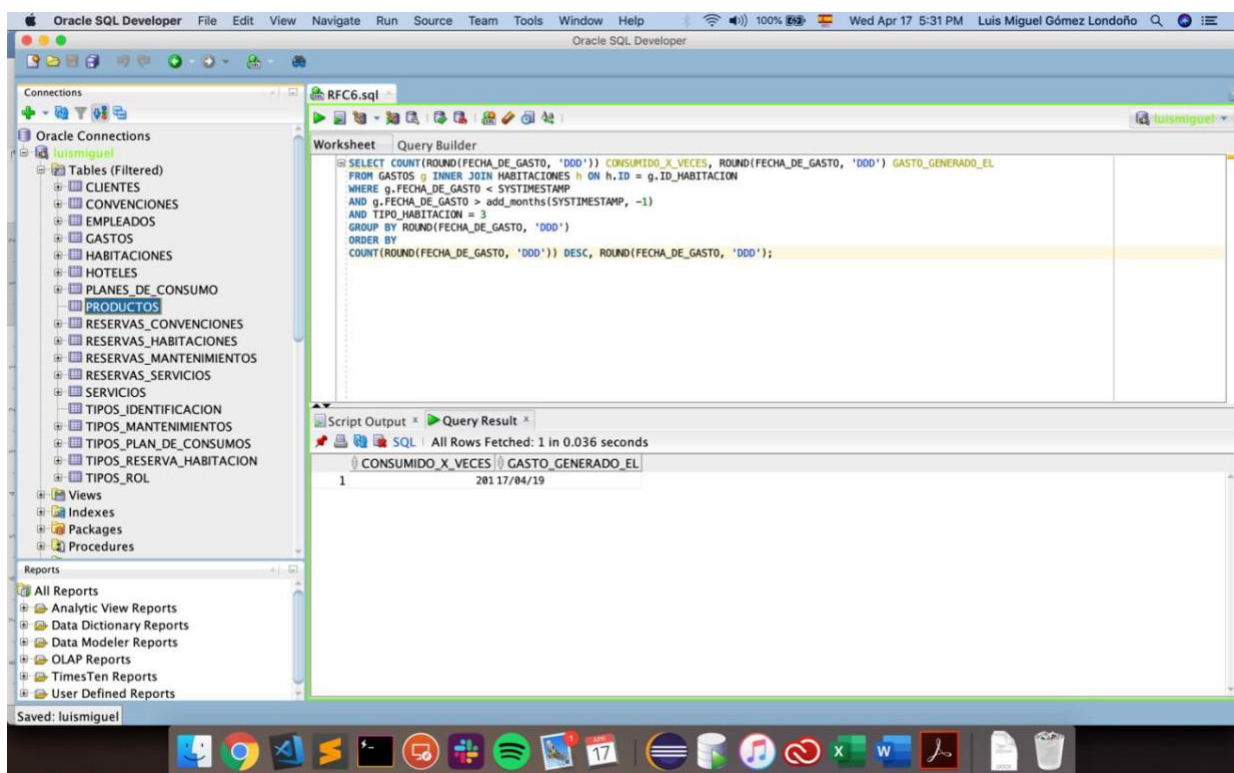 Oracle SQL Developer File Edit View Navigate Run Source Team Tools Window Help 100% Wed Apr 17 5:31 PM Luis Miguel Gómez Londoño
Oracle SQL Developer
Connections
Oracle Connections
luismiguel
Tables (Filtered)
CLIENTES
CONVENCIONES
EMPLEADOS
GASTOS
HABITACIONES
HOTELES
PLANES_DE_CONSUMO
PRODUCTOS
RESERVAS_CONVENCIONES
RESERVAS_HABITACIONES
RESERVAS_MANTENIMIENTOS
RESERVAS_SERVICIOS
SERVICIOS
TIPOS_IDENTIFICACION
TIPOS_MANTENIMIENTOS
TIPOS_PLAN_DE_CONSUMOS
TIPOS_RESERVA_HABITACION
TIPOS_ROL
Views
Indexes
Packages
Procedures
Reports
All Reports
Analytic View Reports
Data Dictionary Reports
Data Modeler Reports
OLAP Reports
TimesTen Reports
User Defined Reports
Saved: luismiguel
RFC6.sql
luismiguel
Worksheet Query Builder
SELECT COUNT(ROUND(FECHA_DE_GASTO, 'DDD')) CONSUMIDO_X_VECES, ROUND(FECHA_DE_GASTO, 'DDD') GASTO_GENERADO_EL
FROM GASTOS g INNER JOIN HABITACIONES h ON h.ID = g.ID_HABITACION
WHERE g.FECHA_DE_GASTO < SYSTIMESTAMP
AND g.FECHA_DE_GASTO > add_months(SYSTIMESTAMP, -1)
AND TIPO_HABITACION = 3
GROUP BY ROUND(FECHA_DE_GASTO, 'DDD')
ORDER BY
COUNT(ROUND(FECHA_DE_GASTO, 'DDD')) DESC, ROUND(FECHA_DE_GASTO, 'DDD');
Script Output Query Result
SQL All Rows Fetched: 1 in 0.036 seconds
CONSUMIDO_X_VECES GASTO_GENERADO_EL
1 201 17/04/19
APR
17
1